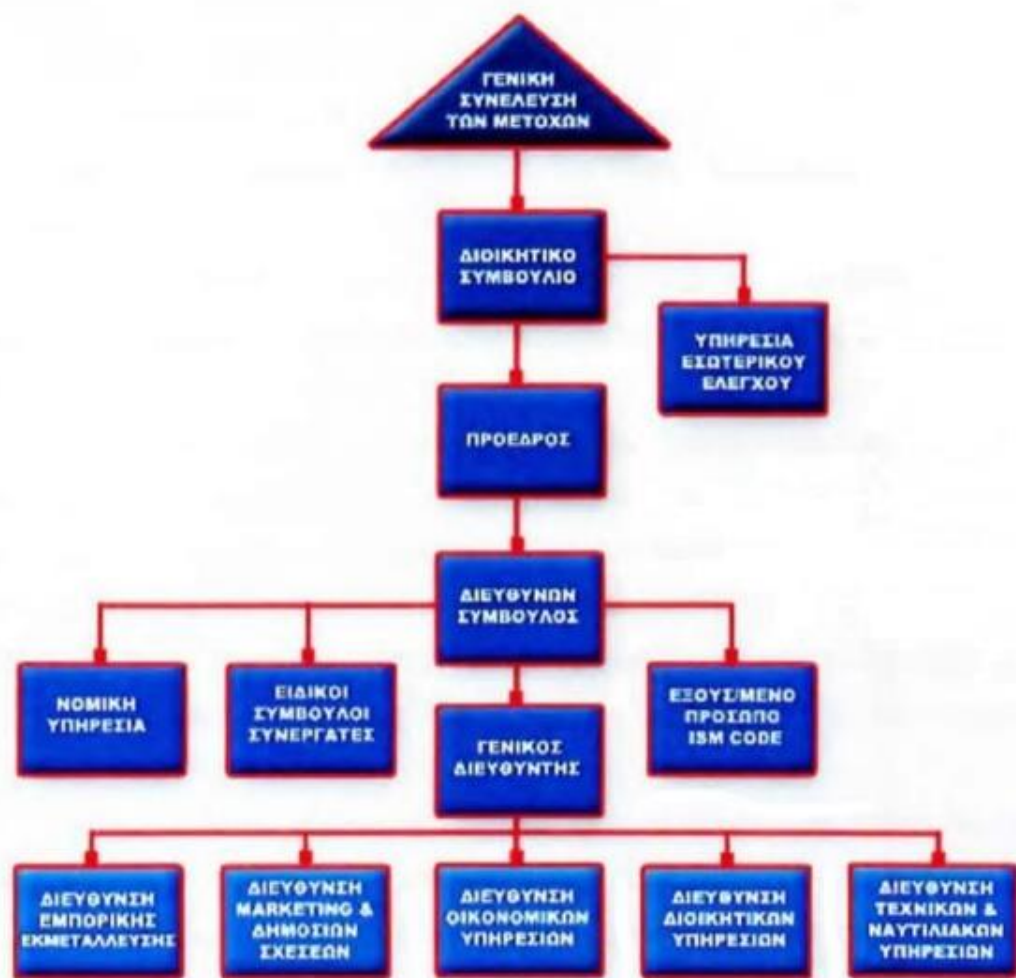 ΓΕΝΙΚΗ
ΣΥΝΕΛΕΥΣΗ
ΤΩΝ ΜΕΤΟΧΩΝ
ΔΙΟΙΚΗΤΙΚΟ
ΣΥΜΒΟΥΛΙΟ
ΥΠΗΡΕΣΙΑ
ΕΣΩΤΕΡΙΚΟΥ
ΕΛΕΓΧΟΥ
ΠΡΟΕΔΡΟΣ
ΔΙΕΥΘΥΝΩΝ
ΣΥΜΒΟΥΛΟΣ
ΝΟΜΙΚΗ
ΥΠΗΡΕΣΙΑ
ΕΙΔΙΚΟΙ
ΣΥΜΒΟΥΛΟΙ
ΣΥΝΕΡΓΑΤΕΣ
ΕΞΟΥΣ/ΜΕΝΟ
ΠΡΟΣΩΠΟ
ISM CODE
ΓΕΝΙΚΟΣ
ΔΙΕΥΘΥΝΤΗΣ
ΔΙΕΥΘΥΝΣΗ
ΕΜΠΟΡΙΚΗΣ
ΕΚΜΕΤΑΛΛΕΥΣΗΣ
ΔΙΕΥΘΥΝΣΗ
MARKETING &
ΔΗΜΟΣΙΩΝ
ΣΧΕΣΕΩΝ
ΔΙΕΥΘΥΝΣΗ
ΟΙΚΟΝΟΜΙΚΩΝ
ΥΠΗΡΕΣΙΩΝ
ΔΙΕΥΘΥΝΣΗ
ΔΙΟΙΚΗΤΙΚΩΝ
ΥΠΗΡΕΣΙΩΝ
ΔΙΕΥΘΥΝΣΗ
ΤΕΧΝΙΚΩΝ &
ΝΑΥΤΙΛΙΑΚΩΝ
ΥΠΗΡΕΣΙΩΝ